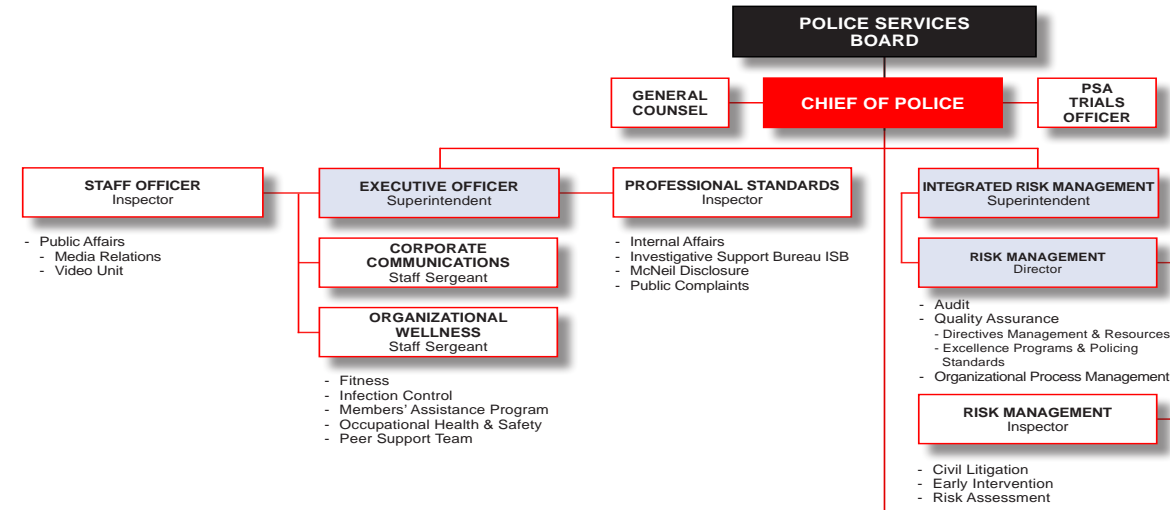 POLICE SERVICES
BOARD
GENERAL
COUNSEL
CHIEF OF POLICE
PSA
TRIALS
OFFICER
STAFF OFFICER
Inspector
- Public Affairs
- Media Relations
- Video Unit
EXECUTIVE OFFICER
Superintendent
CORPORATE
COMMUNICATIONS
Staff Sergeant
ORGANIZATIONAL
WELLNESS
Staff Sergeant
- Fitness
- Infection Control
- Members’ Assistance Program
- Occupational Health & Safety
- Peer Support Team
PROFESSIONAL STANDARDS
Inspector
- Internal Affairs
- Investigative Support Bureau ISB
- McNeil Disclosure
- Public Complaints
INTEGRATED RISK MANAGEMENT
Superintendent
RISK MANAGEMENT
Director
- Audit
- Quality Assurance
- Directives Management & Resources
- Excellence Programs & Policing
Standards
- Organizational Process Management
RISK MANAGEMENT
Inspector
- Civil Litigation
- Early Intervention
- Risk Assessment